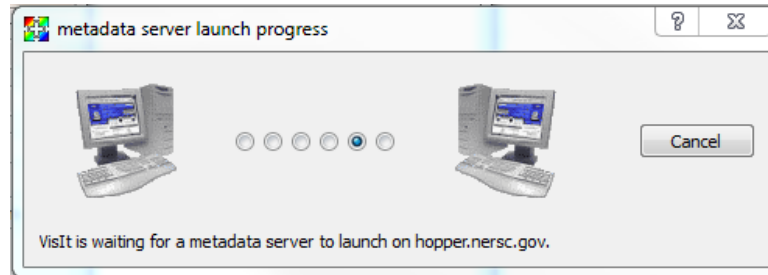 metadata server launch progress
Cancel
VisIt is waiting for a metadata server to launch on hopper.nersc.gov.